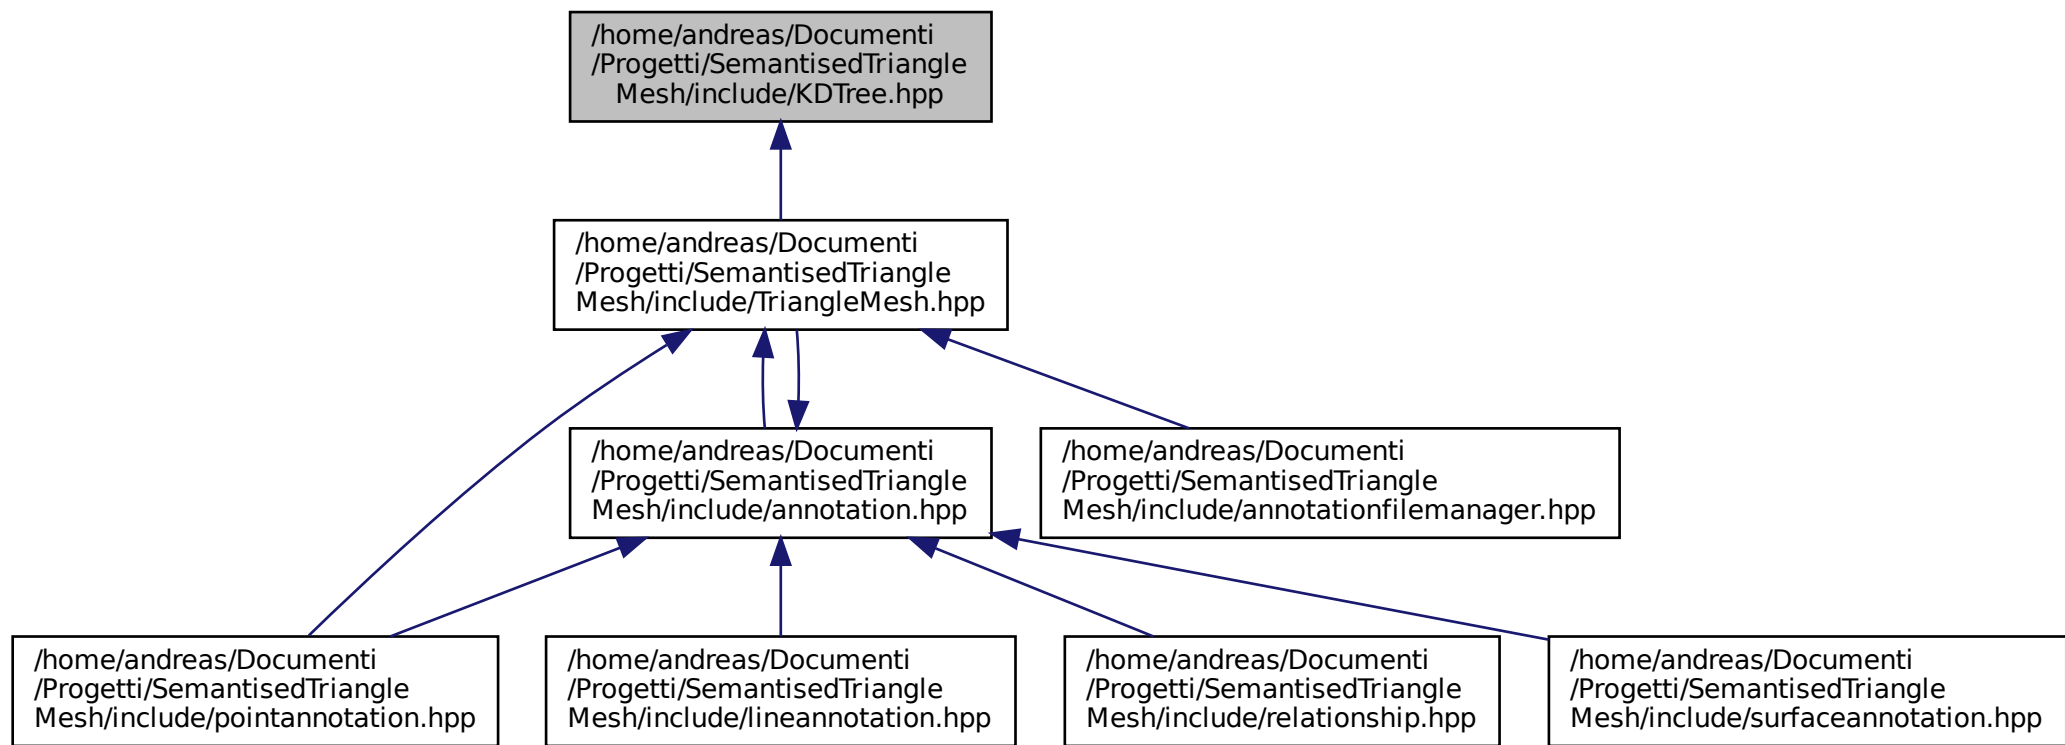 /home/andreas/Documenti
/Progetti/SemantisedTriangle
Mesh/include/KDTree.hpp
/home/andreas/Documenti
/Progetti/SemantisedTriangle
Mesh/include/TriangleMesh.hpp
/home/andreas/Documenti
/Progetti/SemantisedTriangle
Mesh/include/annotation.hpp
/home/andreas/Documenti
/Progetti/SemantisedTriangle
Mesh/include/annotationfilemanager.hpp
/home/andreas/Documenti
/Progetti/SemantisedTriangle
Mesh/include/pointannotation.hpp
/home/andreas/Documenti
/Progetti/SemantisedTriangle
Mesh/include/lineannotation.hpp
/home/andreas/Documenti
/Progetti/SemantisedTriangle
Mesh/include/relationship.hpp
/home/andreas/Documenti
/Progetti/SemantisedTriangle
Mesh/include/surfaceannotation.hpp